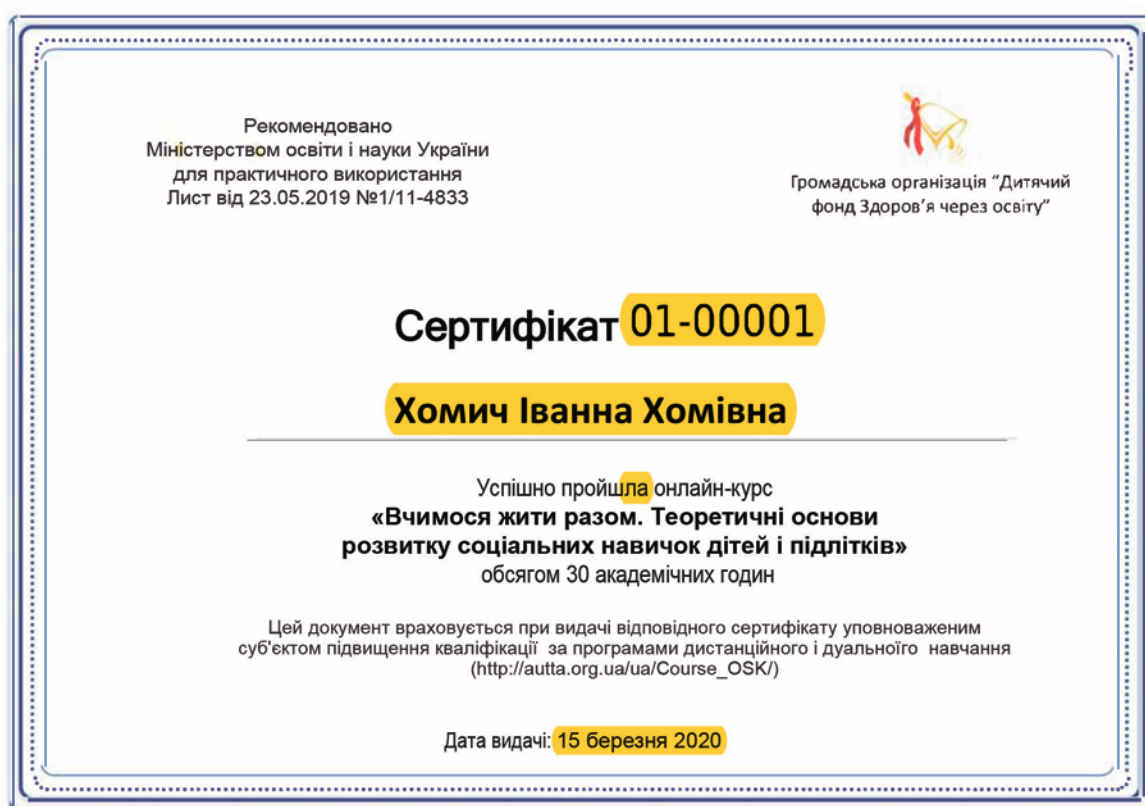 Рекомендовано
Міністерством освіти і науки України
для практичного використання
Лист від 23.05.2019 №1/11-4833
Громадська організація “Дитячий
фонд Здоров’я через освіту”
Сертифікат 01-00001
Хомич Іванна Хомівна
Успішно пройшла онлайн-курс
«Вчимося жити разом. Теоретичні основи
розвитку соціальних навичок дітей і підлітків»
обсягом 30 академічних годин
Цей документ враховується при видачі відповідного сертифікату уповноваженим
суб'єктом підвищення кваліфікації за програмами дистанційного і дуальноїго навчання
(http://autta.org.ua/ua/Course_OSK/)
Дата видачі: 15 березня 2020